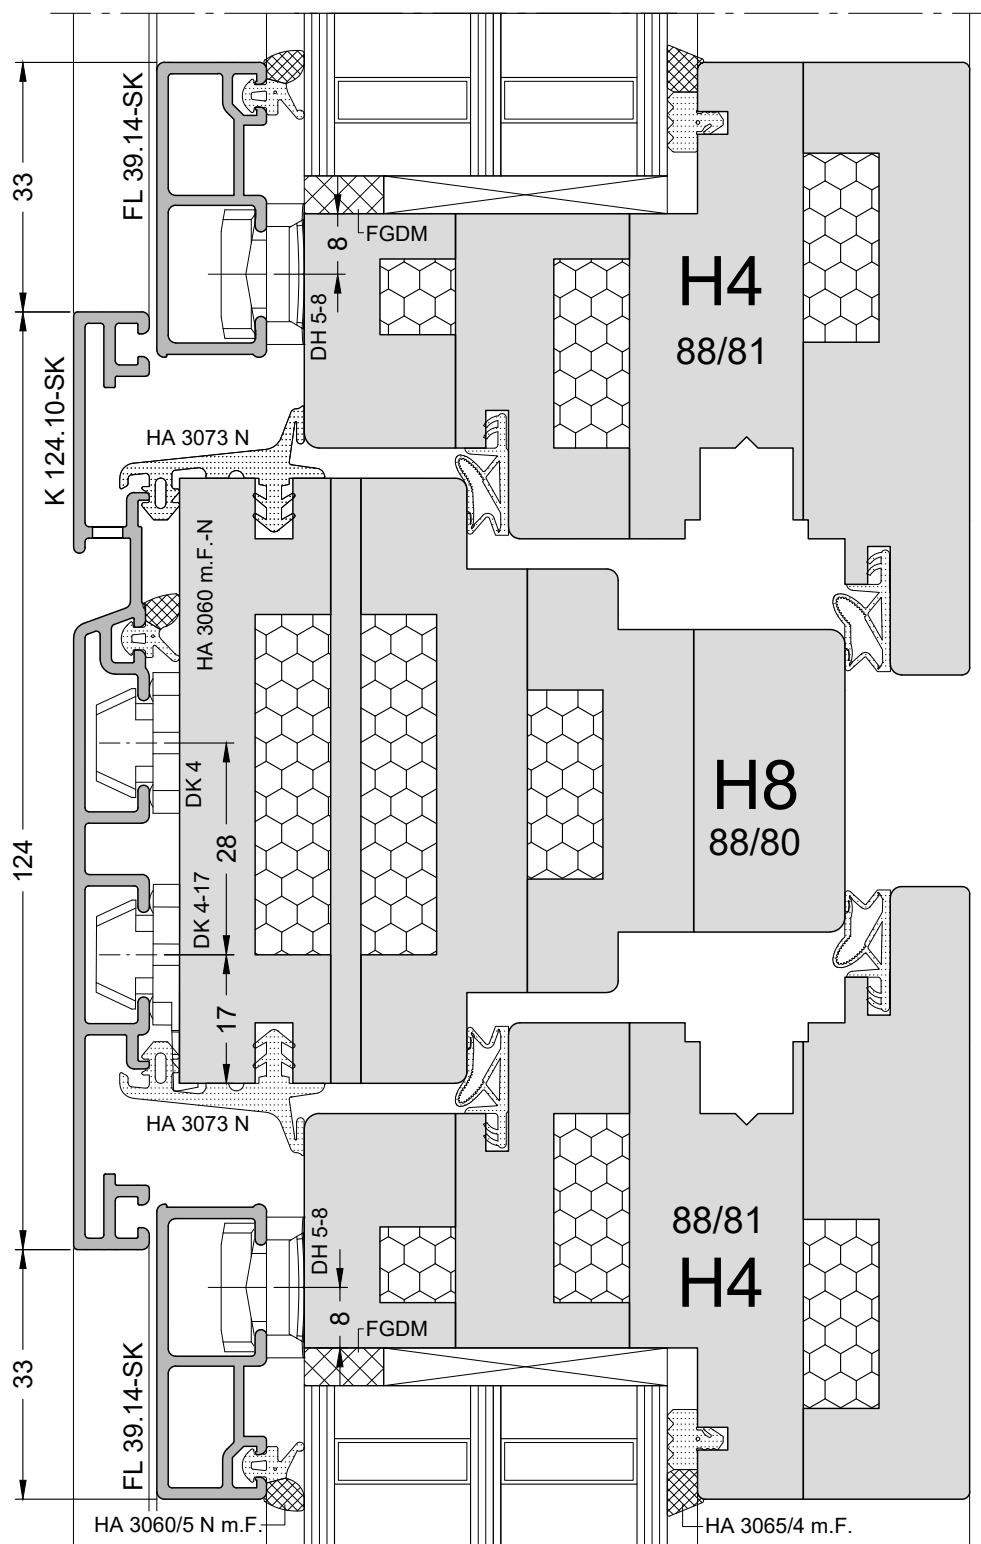 FL 39.14-SK
33
FGDM
8
DH 5-8
H4
88/81
K 124.10-SK
HA 3073 N
HA 3060 m.F.-N
DK 4
28
H8
88/80
124
DK 4-17
17
HA 3073 N
88/81
H4
DH 5-8
8
FGDM
33
FL 39.14-SK
HA 3060/5 N m.F.
HA 3065/4 m.F.